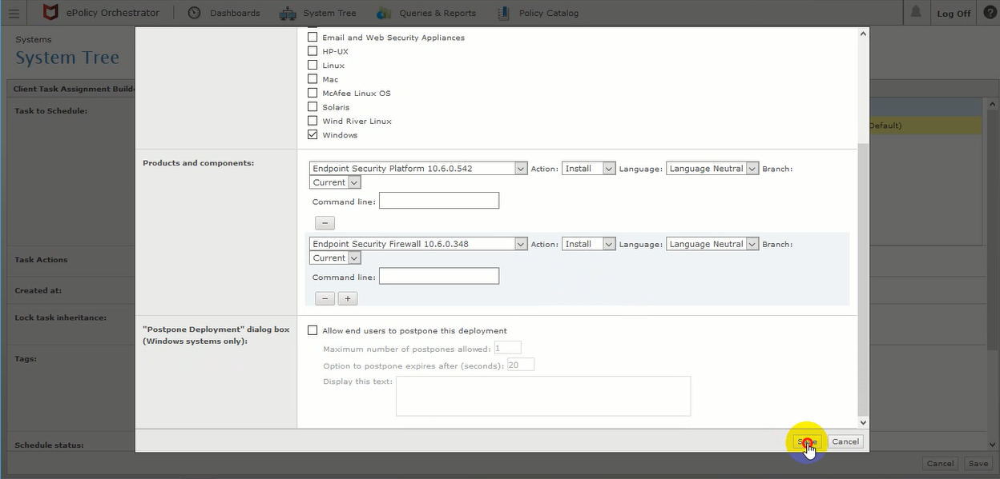 ePolicy Orchestrator
Dashboards
System Tree
Queries & Reports
Policy Catalog
Log Off
?
Systems
System Tree
Client Task Assignment Builde
Task to Schedule:
Default)
Task Actions
Created at:
Lock task inheritance:
Tags:
Schedule status:
Email and Web Security Appliances
HP-UX
Linux
Mac
McAfee Linux OS
Solaris
Wind River Linux
Windows
Products and components:
Endpoint Security Platform 10.6.0.542 Action: Install Language: Language Neutral Branch:
Current
Command line:
−
Endpoint Security Firewall 10.6.0.348 Action: Install Language: Language Neutral Branch:
Current
Command line:
− +
"Postpone Deployment" dialog box
(Windows systems only):
Allow end users to postpone this deployment
Maximum number of postpones allowed: 1
Option to postpone expires after (seconds): 20
Display this text:
Cancel
Cancel Save